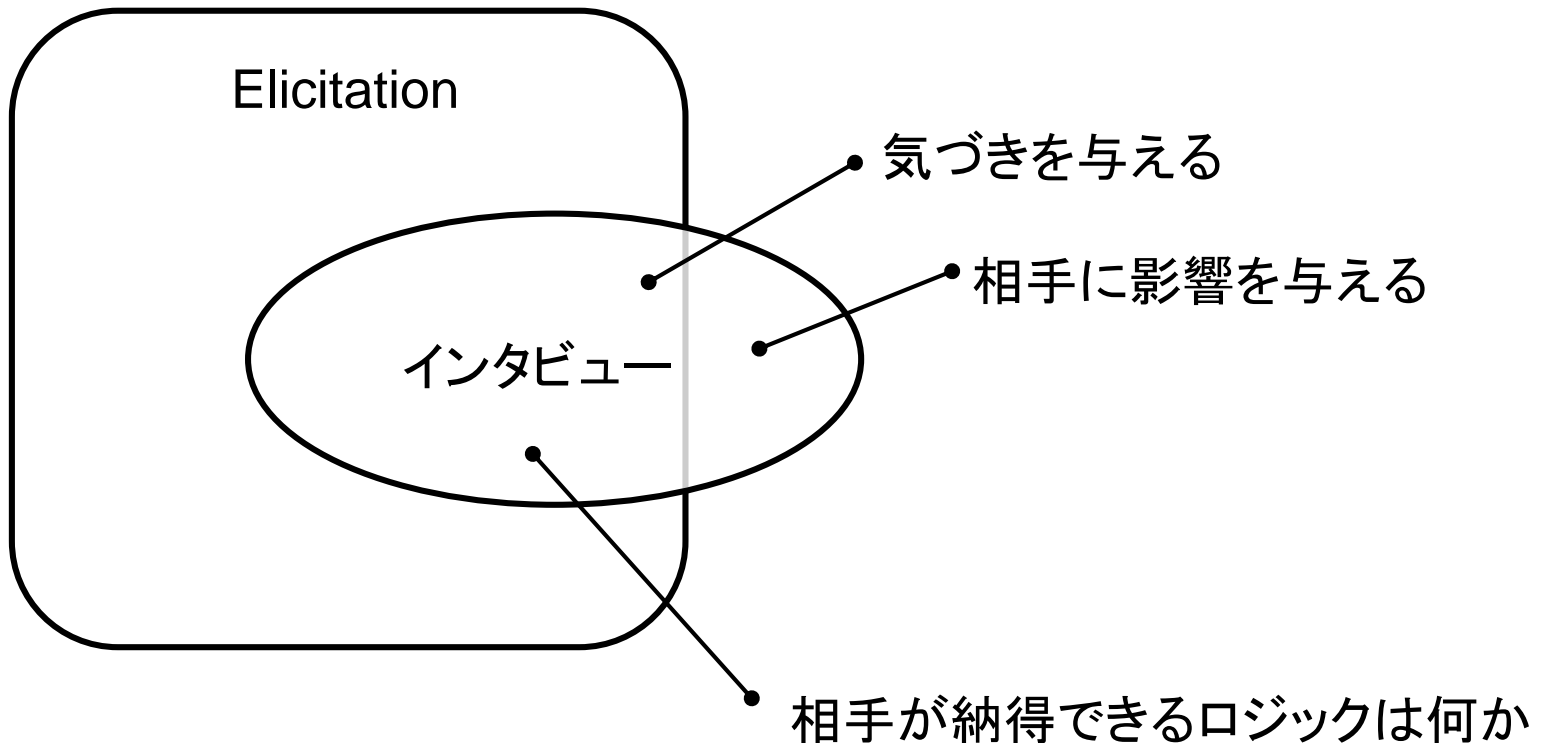 Elicitation
気づきを与える
相手に影響を与える
インタビュー
相手が納得できるロジックは何か